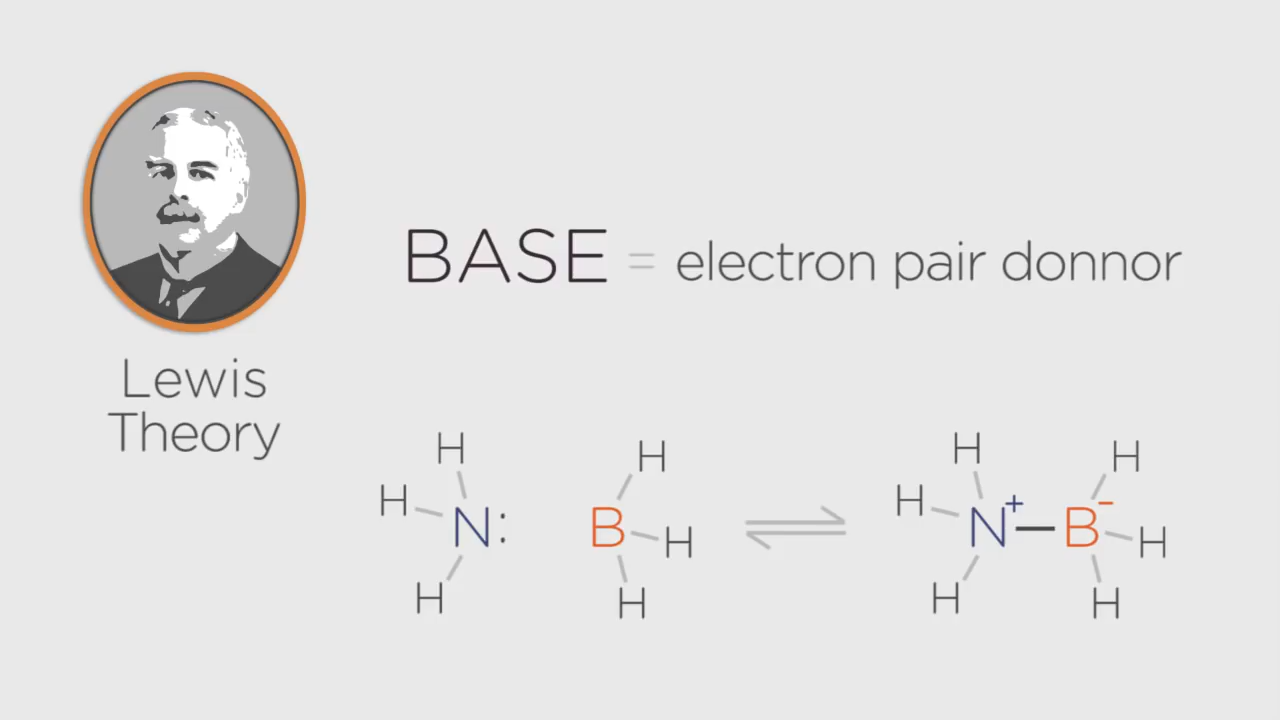 BASE = electron pair donnor
Lewis
Theory
H H H H
H H
N: B N+ B-
H H
H H H H